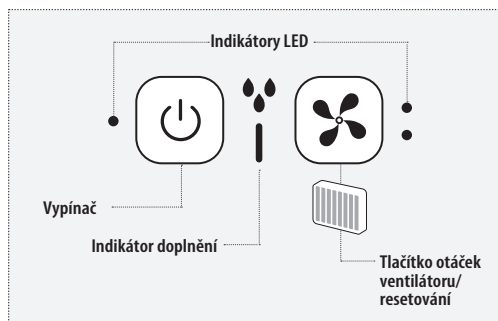 Indikátory LED
Vypínač
Indikátor doplnění
Tlačítko otáček
ventilátoru/
resetování